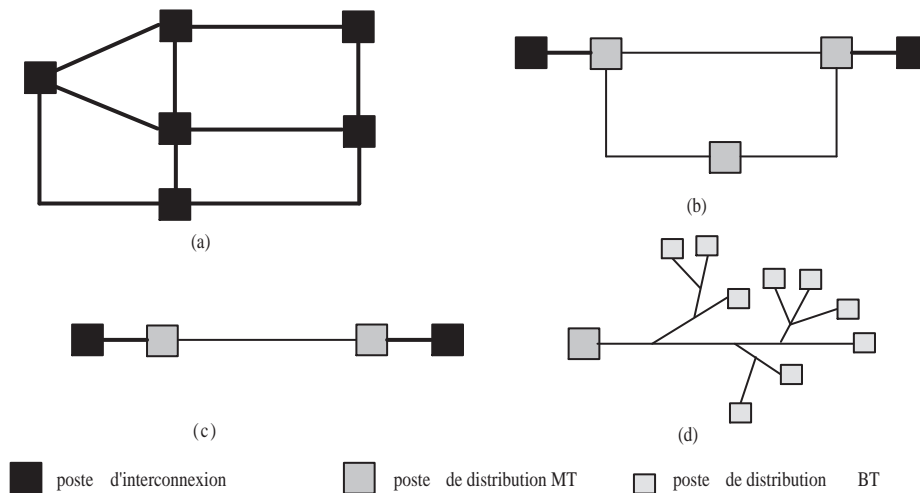 (a)
(b)
(c)
(d)
poste d'interconnexion
poste de distribution MT
poste de distribution BT